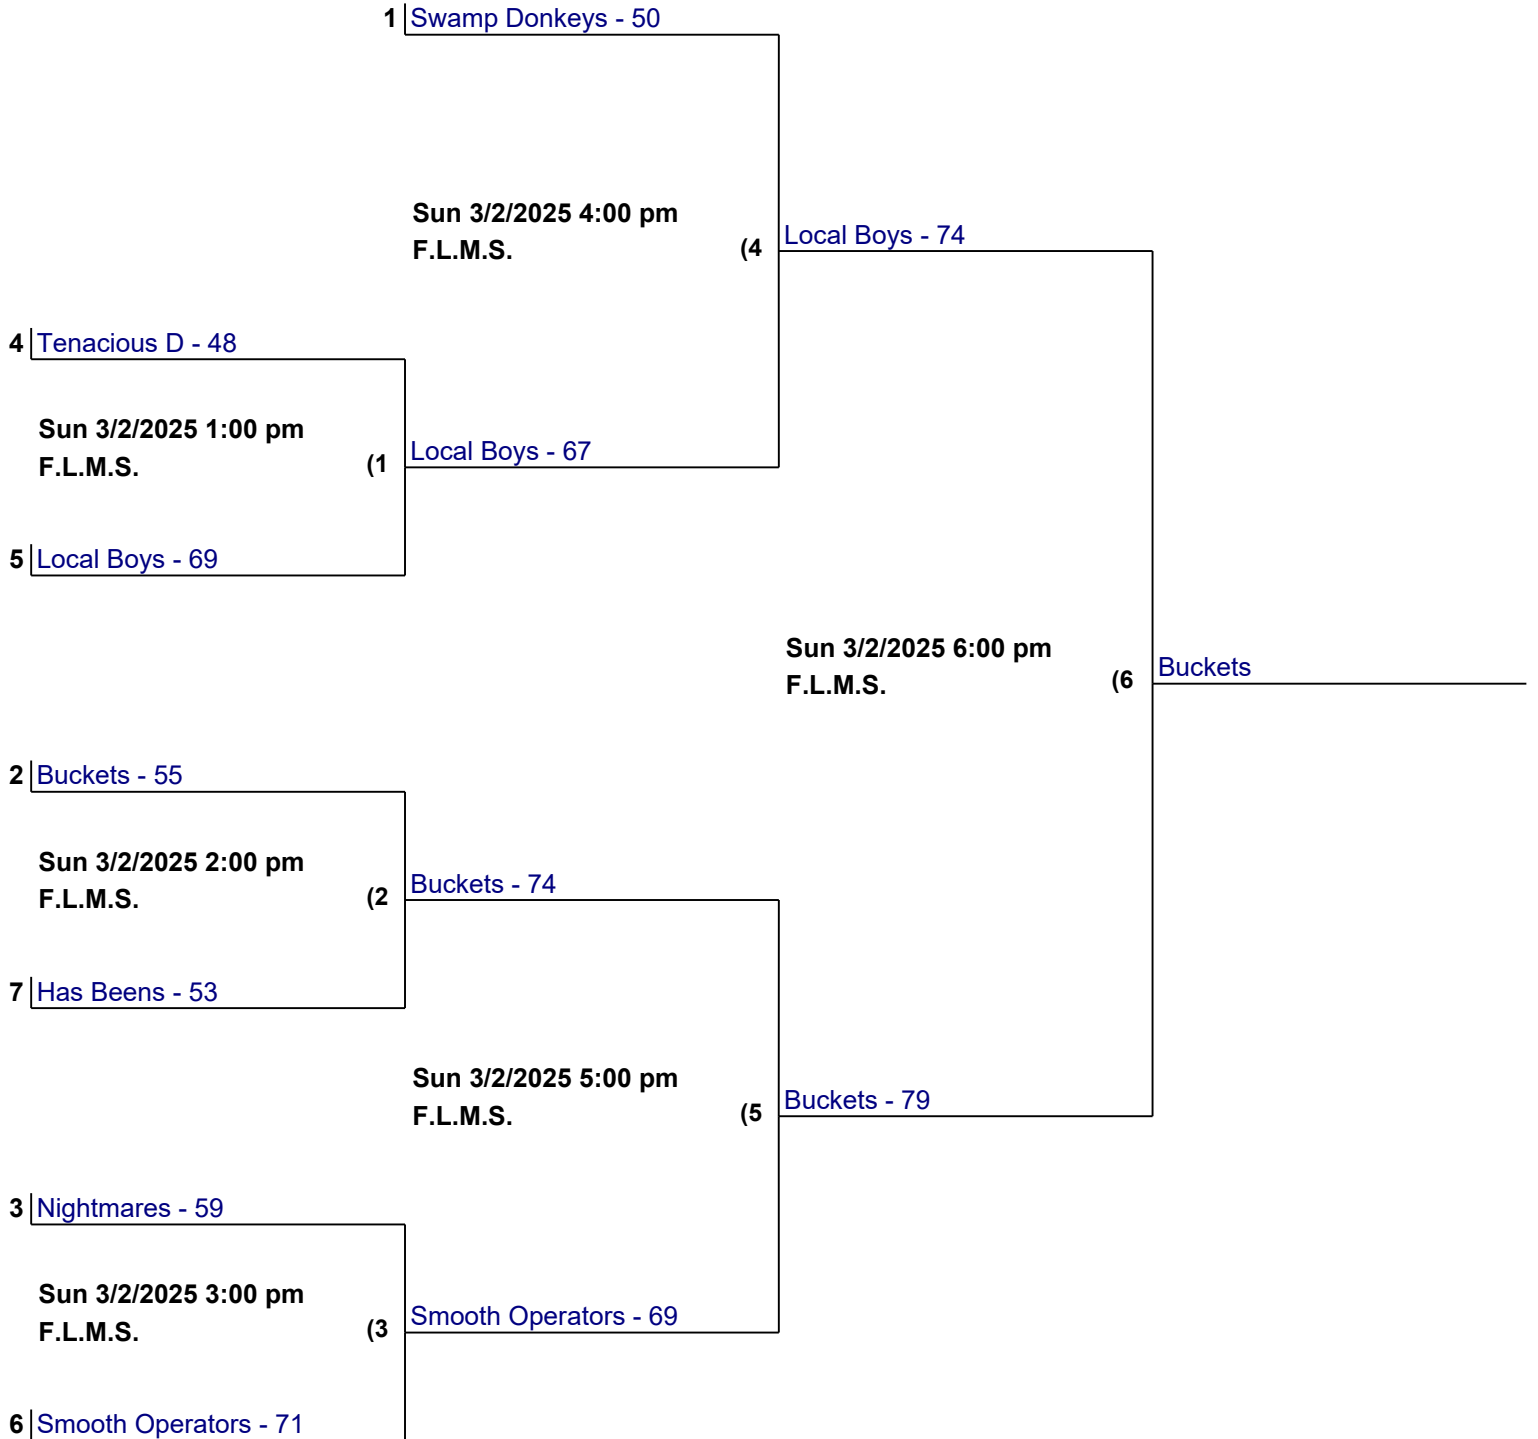 1 Swamp Donkeys - 50
Sun 3/2/2025 4:00 pm
F.L.M.S. (4
Local Boys - 74
4 Tenacious D - 48
Sun 3/2/2025 1:00 pm
F.L.M.S. (1
Local Boys - 67
5 Local Boys - 69
Sun 3/2/2025 6:00 pm
F.L.M.S. (6
Buckets
2 Buckets - 55
Sun 3/2/2025 2:00 pm
F.L.M.S. (2
Buckets - 74
7 Has Beens - 53
Sun 3/2/2025 5:00 pm
F.L.M.S. (5
Buckets - 79
3 Nightmares - 59
Sun 3/2/2025 3:00 pm
F.L.M.S. (3
Smooth Operators - 69
6 Smooth Operators - 71